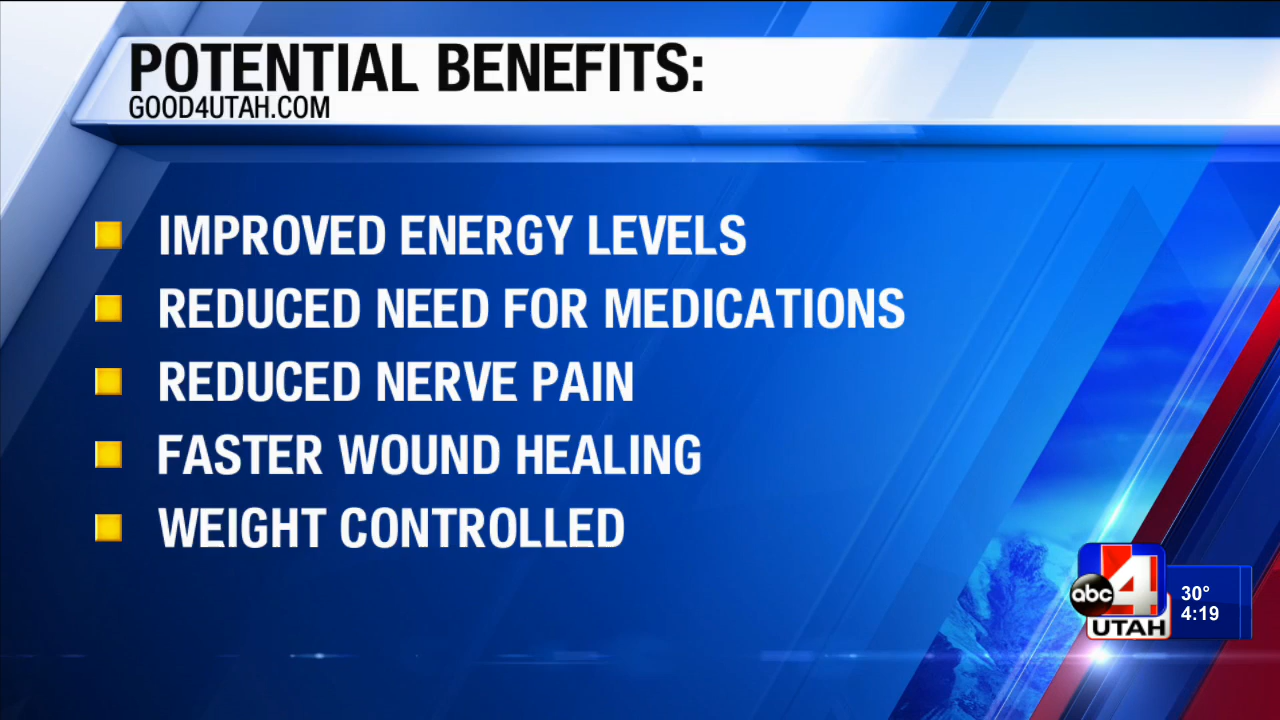 POTENTIAL BENEFITS:
GOOD4UTAH.COM
IMPROVED ENERGY LEVELS
REDUCED NEED FOR MEDICATIONS
REDUCED NERVE PAIN
FASTER WOUND HEALING
WEIGHT CONTROLLED
abc 4
UTAH
30°
4:19